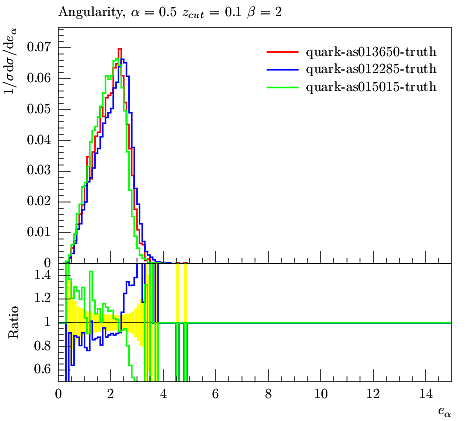 Angularity, α = 0.5 z_cut = 0.1 β = 2
1/σ dσ/de_α
0.07
0.06
0.05
0.04
0.03
0.02
0.01
0
quark-as013650-truth
quark-as012285-truth
quark-as015015-truth
Ratio
1.4
1.2
1
0.8
0.6
0 2 4 6 8 10 12 14
e_α